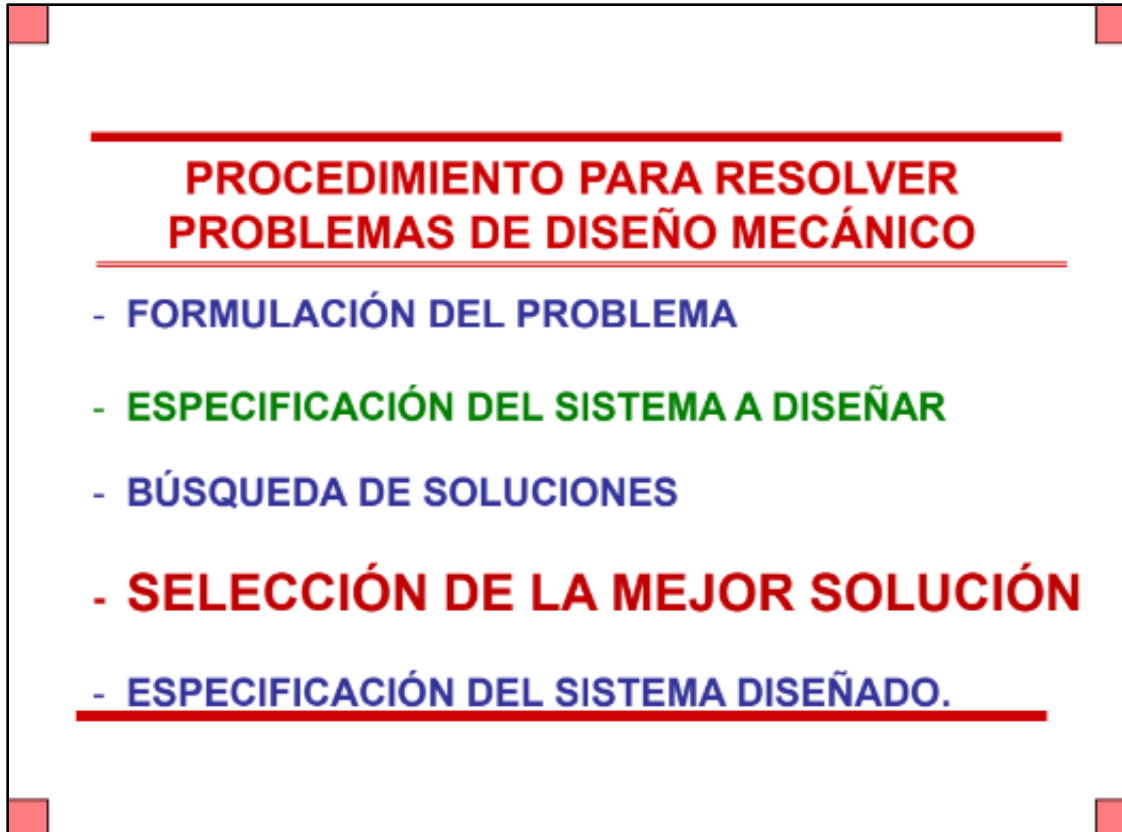 PROCEDIMIENTO PARA RESOLVER
PROBLEMAS DE DISEÑO MECÁNICO
- FORMULACIÓN DEL PROBLEMA
- ESPECIFICACIÓN DEL SISTEMA A DISEÑAR
- BÚSQUEDA DE SOLUCIONES
- SELECCIÓN DE LA MEJOR SOLUCIÓN
- ESPECIFICACIÓN DEL SISTEMA DISEÑADO.